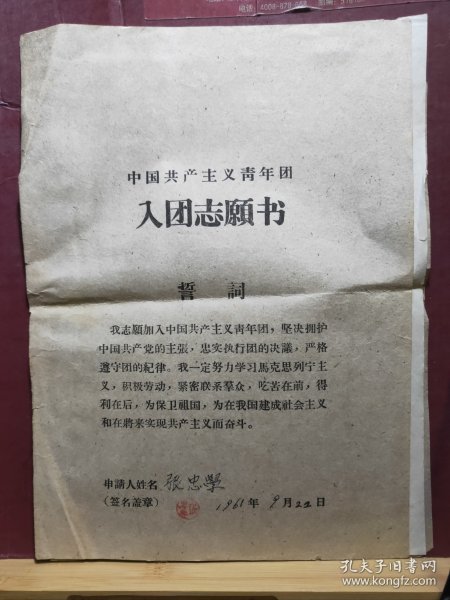 中国共产主义青年团
入团志願书
誓詞
我志願加入中国共产主义青年团，坚决拥护
中国共产党的主張，忠实执行团的决議，严格
遵守团的紀律。我一定努力学习馬克思列宁主
义，积极劳动，緊密联系羣众，吃苦在前，得
利在后，为保卫祖国，为在我国建成社会主义
和在将来实现共产主义而奋斗。
申請人姓名 張忠學
(签名盖章) 1961年9月22日
孔夫子旧书网
www.kongfz.com